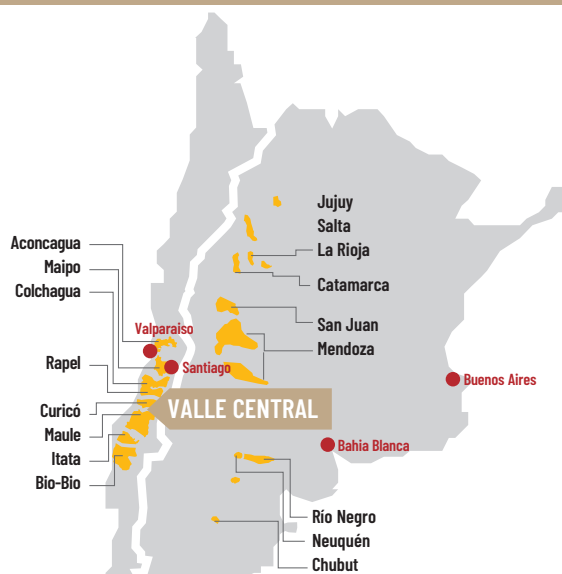 Jujuy
Salta
La Rioja
Catamarca
San Juan
Mendoza
Aconcagua
Maipo
Colchagua
Valparaiso
Rapel
Santiago
Buenos Aires
Curicó
VALLE CENTRAL
Maule
Itata
Bio-Bio
Bahia Blanca
Río Negro
Neuquén
Chubut